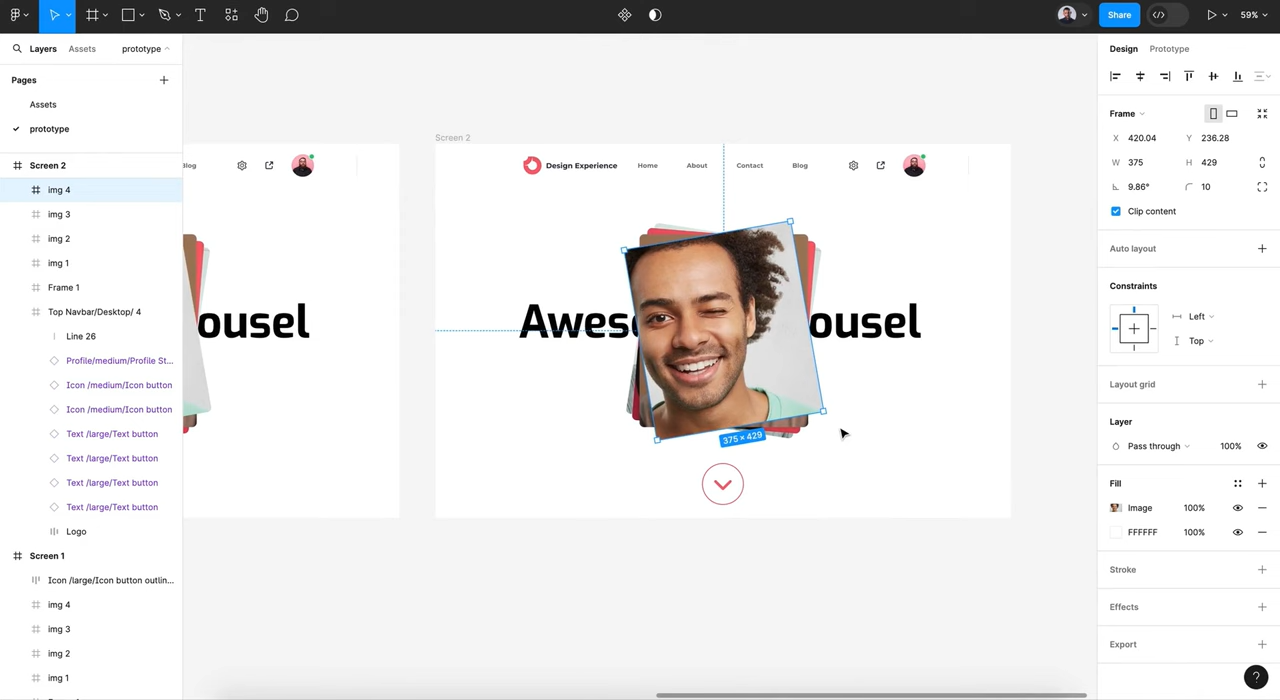 Share
59%
Layers
Assets
prototype
Pages
Assets
prototype
Screen 2
img 4
img 3
img 2
img 1
Frame 1
Top Navbar/Desktop/ 4
Line 26
Profile/medium/Profile St...
Icon /medium/Icon button
Icon /medium/Icon button
Text /large/Text button
Text /large/Text button
Text /large/Text button
Text /large/Text button
Logo
Screen 1
Icon /large/Icon button outlin...
img 4
img 3
img 2
img 1
Blog
ousel
Screen 2
Design Experience
Home
About
Contact
Blog
Awes
ousel
375 × 429
Design
Prototype
Frame
X 420.04
Y 236.28
W 375
H 429
9.86°
10
Clip content
Auto layout
Constraints
Left
Top
Layout grid
Layer
Pass through
100%
Fill
Image
100%
FFFFFF
100%
Stroke
Effects
Export
?